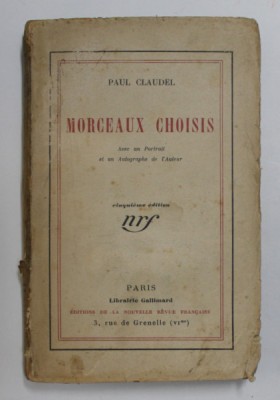 PAUL CLAUDEL
MORCEAUX CHOISIS
Avec un Portrait
et un Autographe de l'Auteur
cinquième édition
nrf
PARIS
Librairie Gallimard
ÉDITIONS DE LA NOUVELLE REVUE FRANÇAISE
3, rue de Grenelle (VIme)